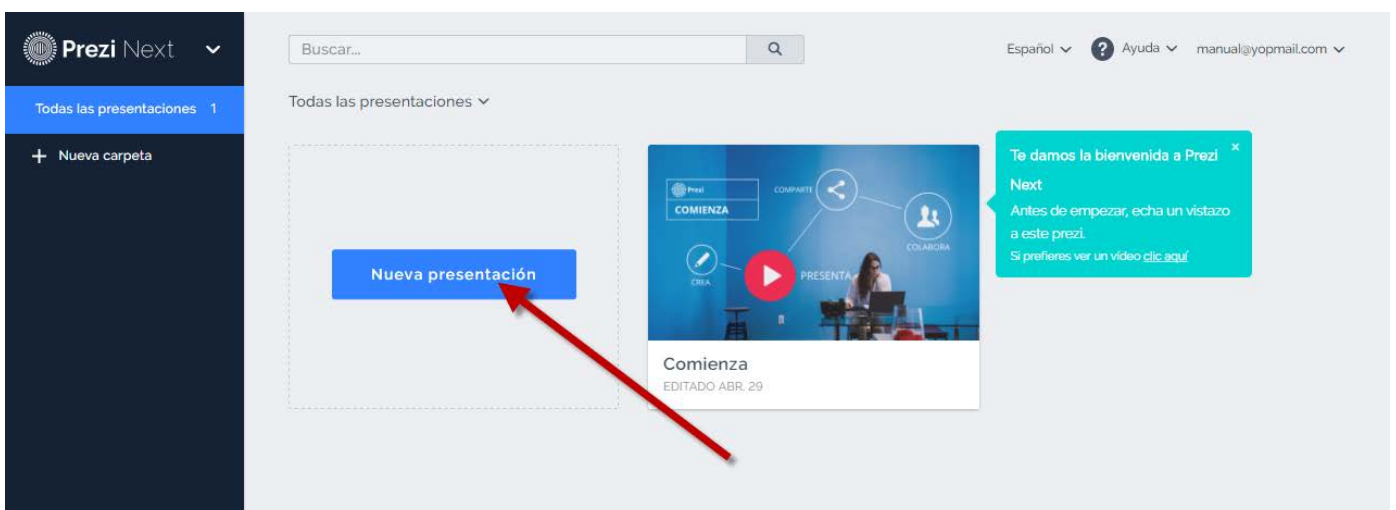 Prezi Next
Buscar...
Español
? Ayuda
manual@yopmail.com
Todas las presentaciones 1
+ Nueva carpeta
Todas las presentaciones
Nueva presentación
Prezi
COMIENZA
COMPARTE
COLABORA
CREA
PRESENTA
Comienza
EDITADO ABR. 29
Te damos la bienvenida a Prezi ×
Next
Antes de empezar, echa un vistazo
a este prezi.
Si prefieres ver un vídeo clic aquí